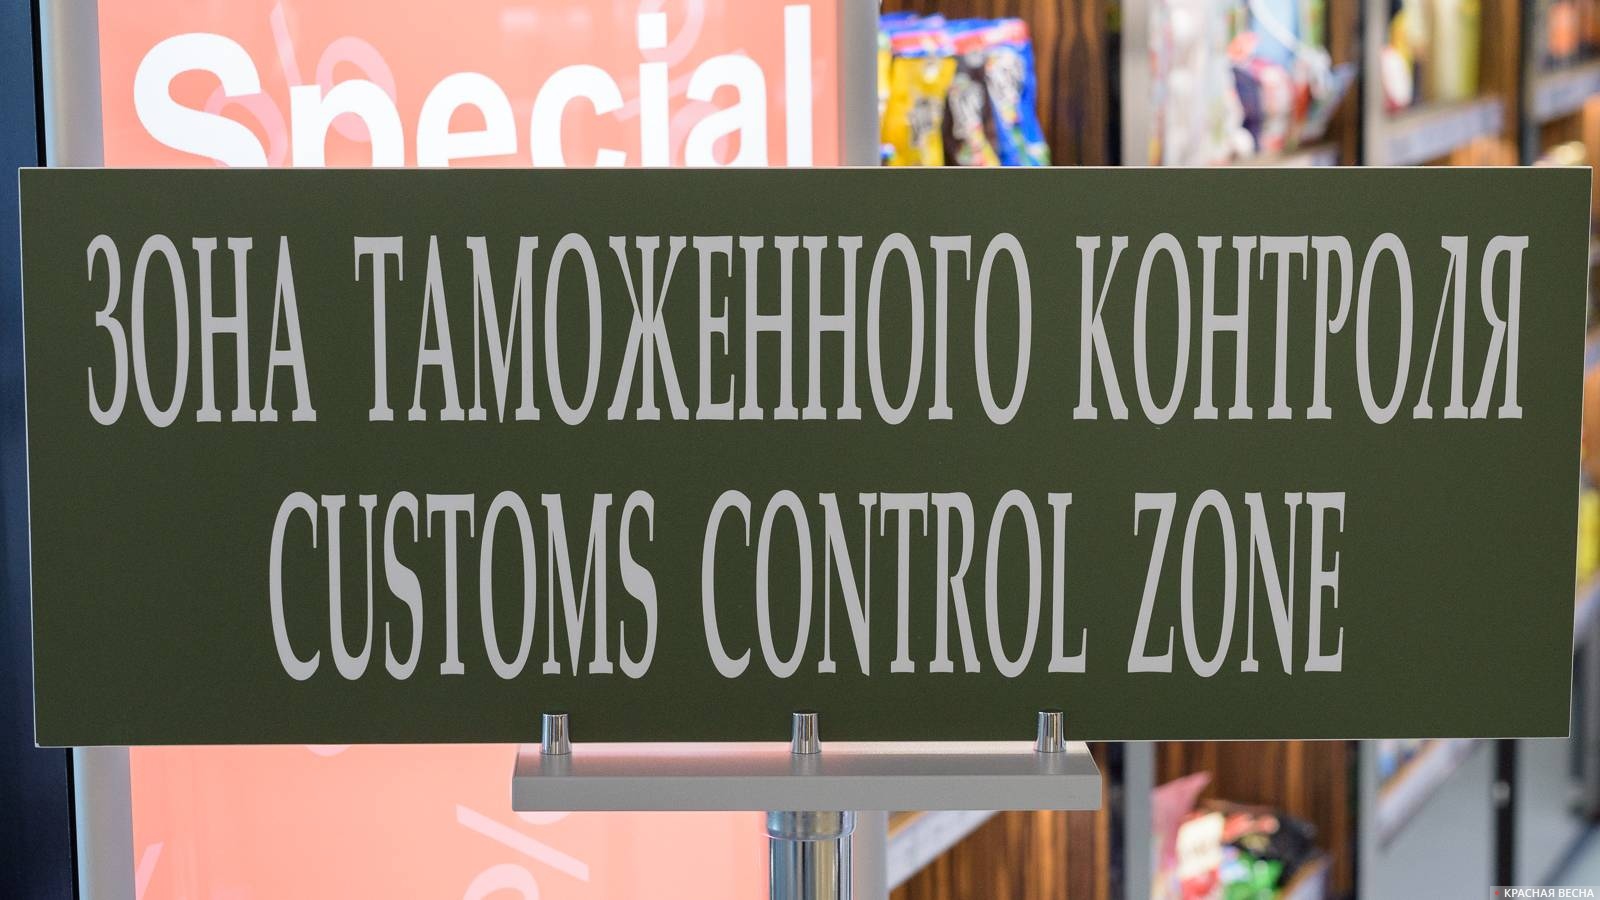 Special
ЗОНА ТАМОЖЕННОГО КОНТРОЛЯ
CUSTOMS CONTROL ZONE
КРАСНАЯ ВЕСНА